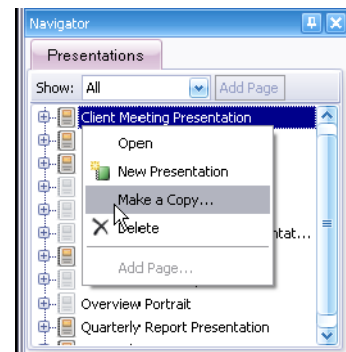 Navigator
Presentations
Show: All Add Page
Client Meeting Presentation
Open
New Presentation
Make a Copy...
Delete
tat...
Add Page...
Overview Portrait
Quarterly Report Presentation